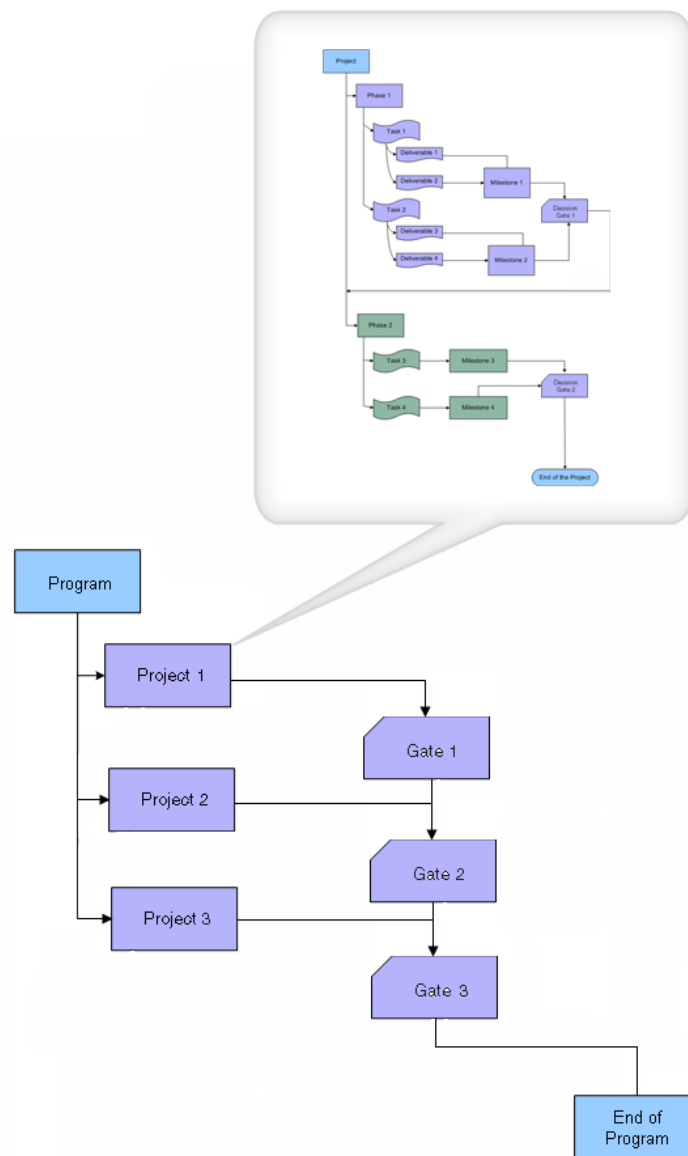 Project
Phase 1
Task 1
Deliverable 1
Deliverable 2
Milestone 1
Decision
Gate 1
Task 2
Deliverable 3
Deliverable 4
Milestone 2
Phase 2
Task 3
Milestone 3
Decision
Gate 2
Task 4
Milestone 4
End of the Project
Program
Project 1
Gate 1
Project 2
Gate 2
Project 3
Gate 3
End of
Program